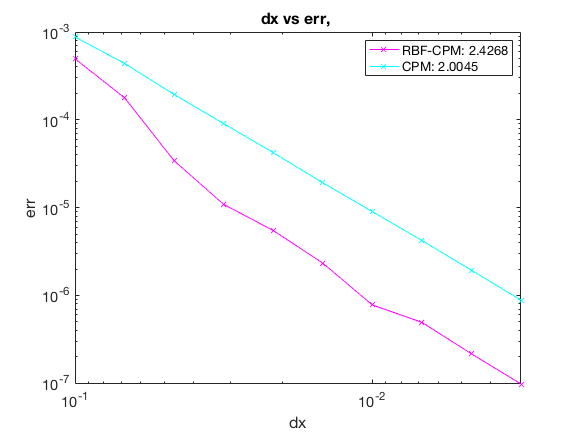 dx vs err,
RBF-CPM: 2.4268
CPM: 2.0045
10^-3
10^-4
10^-5
10^-6
10^-7
err
10^-1
10^-2
dx